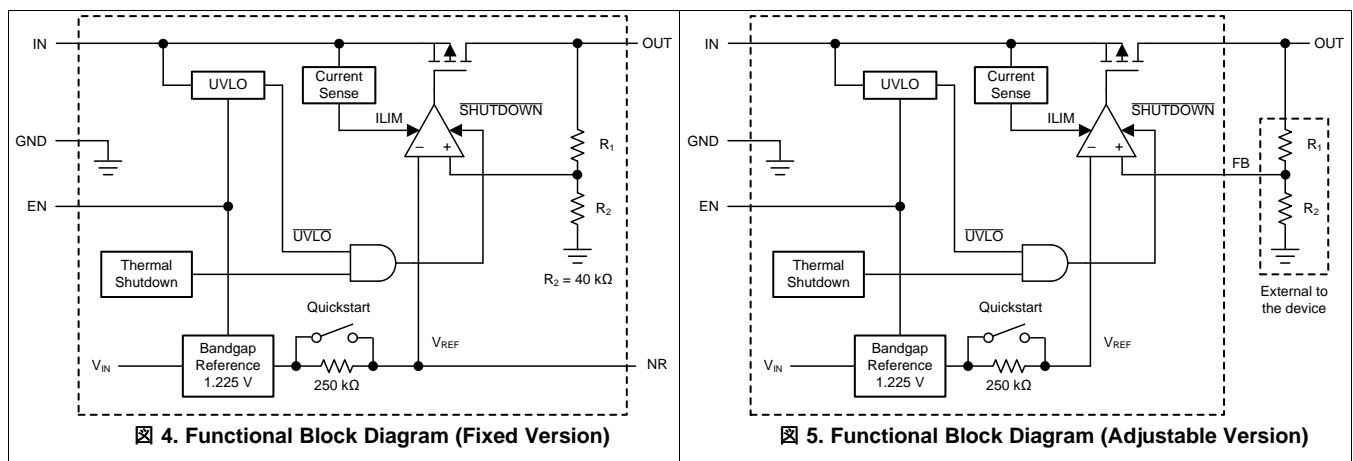 IN
OUT
UVLO
Current
Sense
SHUTDOWN
ILIM
GND
− +
R1
EN
R2
UVLO
Thermal
Shutdown
R2 = 40 kΩ
Quickstart
VREF
VIN
Bandgap
Reference
1.225 V
250 kΩ
NR
図 4. Functional Block Diagram (Fixed Version)
IN
OUT
UVLO
Current
Sense
SHUTDOWN
ILIM
GND
− +
R1
FB
EN
R2
UVLO
Thermal
Shutdown
External to
the device
Quickstart
VREF
VIN
Bandgap
Reference
1.225 V
250 kΩ
図 5. Functional Block Diagram (Adjustable Version)